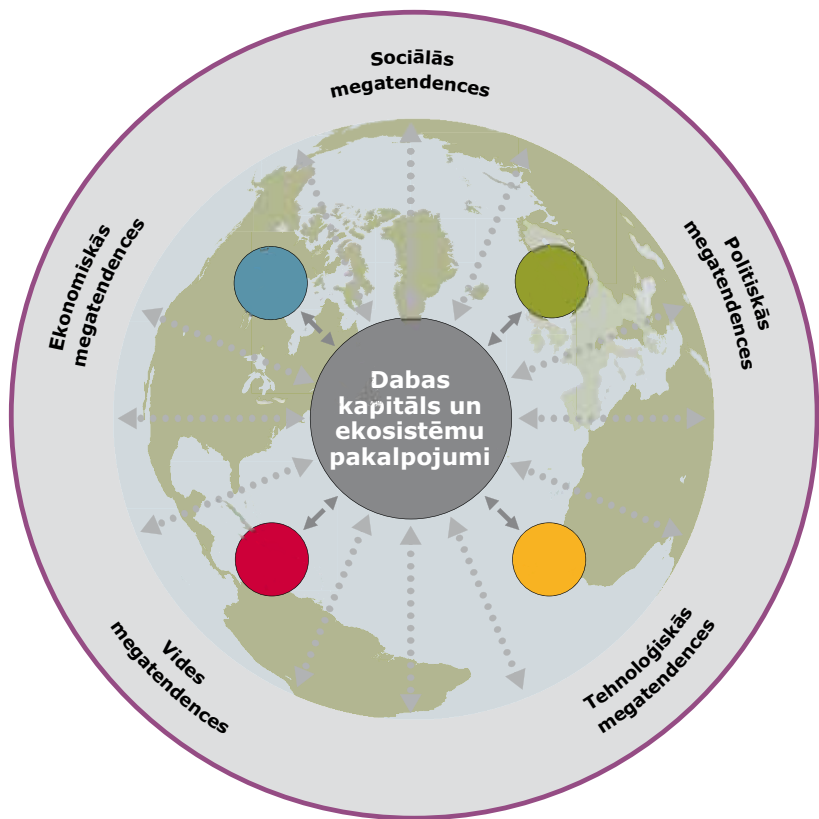 Sociālās
megatendences
Ekonomiskās
megatendences
Politiskās
megatendences
Dabas
kapitāls un
ekosistēmu
pakalpojumi
Vides
megatendences
Tehnoloģiskās
megatendences